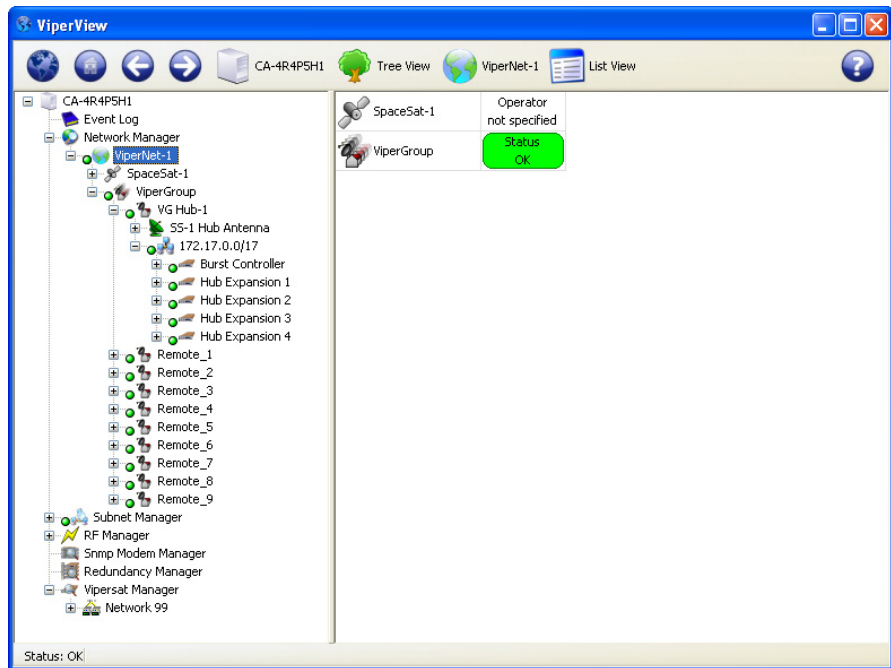 ViperView
CA-4R4P5H1 Tree View ViperNet-1 List View
CA-4R4P5H1
Event Log
Network Manager
ViperNet-1
SpaceSat-1
ViperGroup
VG Hub-1
SS-1 Hub Antenna
172.17.0.0/17
Burst Controller
Hub Expansion 1
Hub Expansion 2
Hub Expansion 3
Hub Expansion 4
Remote_1
Remote_2
Remote_3
Remote_4
Remote_5
Remote_6
Remote_7
Remote_8
Remote_9
Subnet Manager
RF Manager
Snmp Modem Manager
Redundancy Manager
Vipersat Manager
Network 99
SpaceSat-1
Operator
not specified
ViperGroup
Status
OK
Status: OK